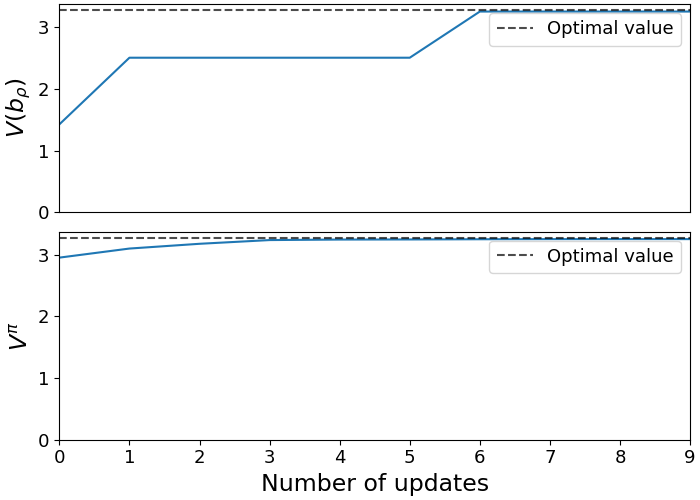 3
2
1
0
V(b_ρ)
Optimal value
3
2
1
0
V^π
Optimal value
0 1 2 3 4 5 6 7 8 9
Number of updates